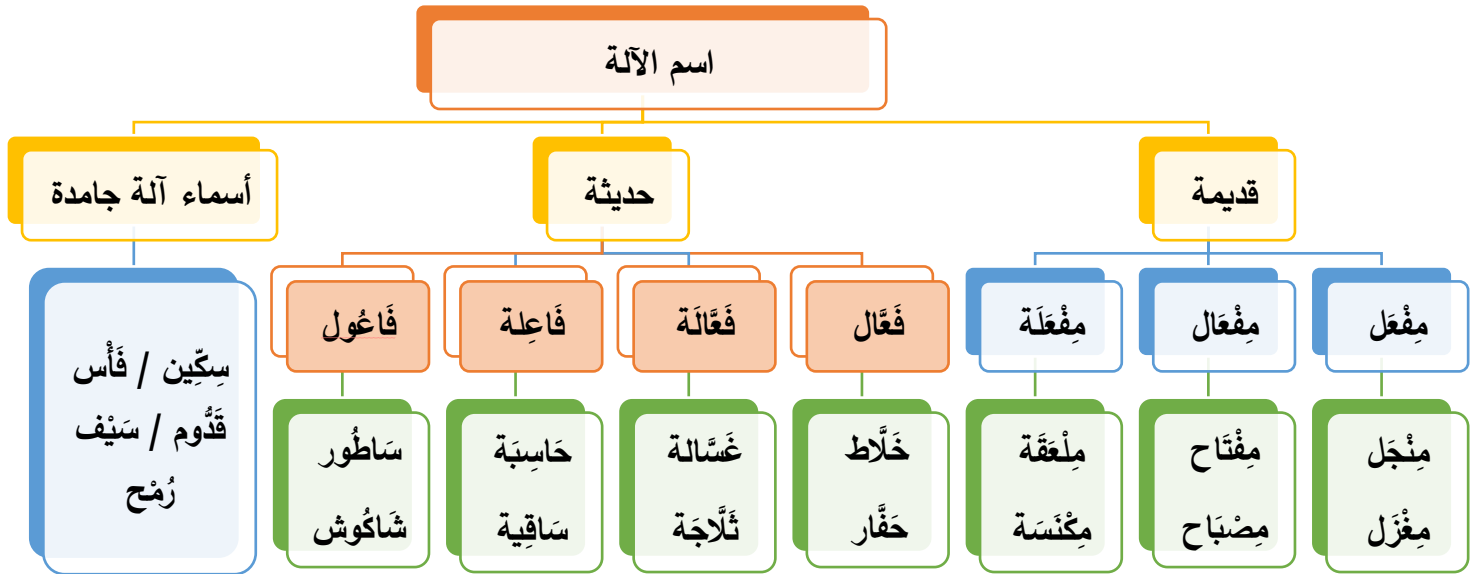 اسم الآلة
قديمة
حديثة
أسماء آلة جامدة
مِفْعَل
مِفْعَال
مِفْعَلَة
فَعَّال
فَعَّالَة
فَاعِلة
فَاعُول
مِنْجَل
مِغْزَل
مِفْتَاح
مِصْبَاح
مِلْعَقَة
مِكْنَسَة
خَلَّاط
حَفَّار
غَسَّالة
ثَلَّاجَة
حَاسِبَة
سَاقِية
سَاطُور
شَاكُوش
سِكِّين / فَأْس
قَدُّوم / سَيْف
رُمْح